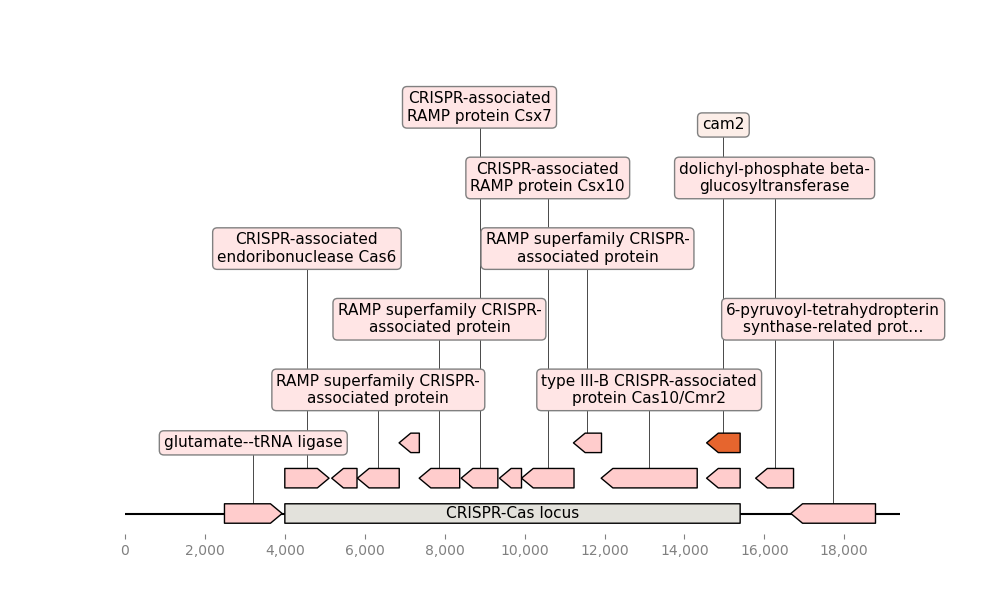 CRISPR-associated
RAMP protein Csx7
cam2
CRISPR-associated
RAMP protein Csx10
dolichyl-phosphate beta-
glucosyltransferase
CRISPR-associated
endoribonuclease Cas6
RAMP superfamily CRISPR-
associated protein
RAMP superfamily CRISPR-
associated protein
6-pyruvoyl-tetrahydropterin
synthase-related prot…
RAMP superfamily CRISPR-
associated protein
type III-B CRISPR-associated
protein Cas10/Cmr2
glutamate--tRNA ligase
CRISPR-Cas locus
0 2,000 4,000 6,000 8,000 10,000 12,000 14,000 16,000 18,000